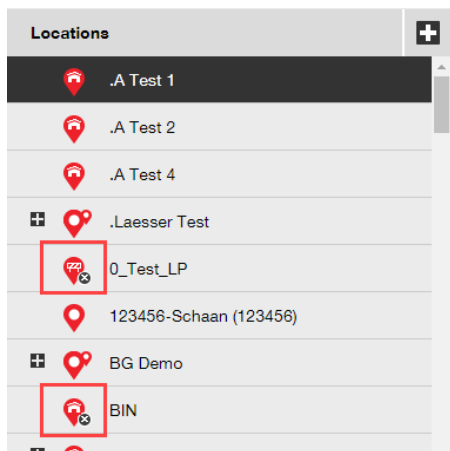 Locations
.A Test 1
.A Test 2
.A Test 4
.Laesser Test
0_Test_LP
123456-Schaan (123456)
BG Demo
BIN